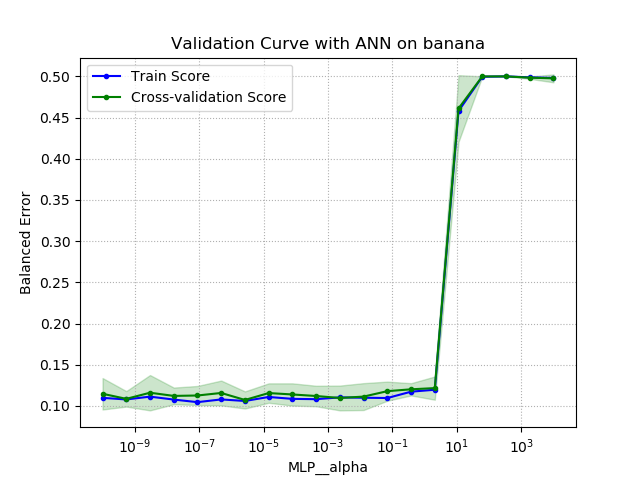 Validation Curve with ANN on banana
Train Score
Cross-validation Score
Balanced Error
0.50
0.45
0.40
0.35
0.30
0.25
0.20
0.15
0.10
10⁻⁹ 10⁻⁷ 10⁻⁵ 10⁻³ 10⁻¹ 10¹ 10³
MLP__alpha